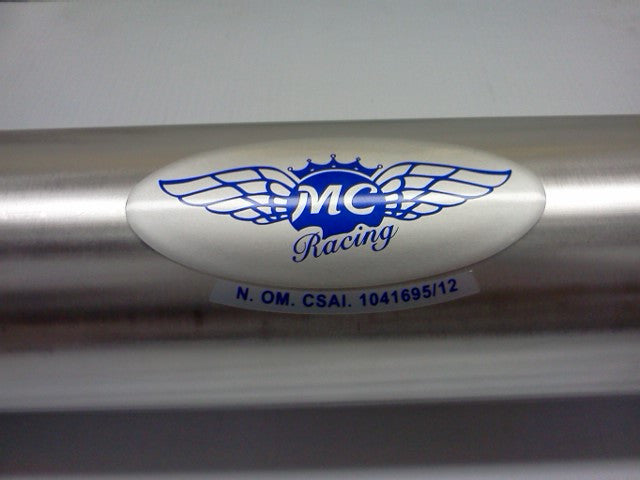 MC
Racing
N. OM. CSAI. 1041695/12